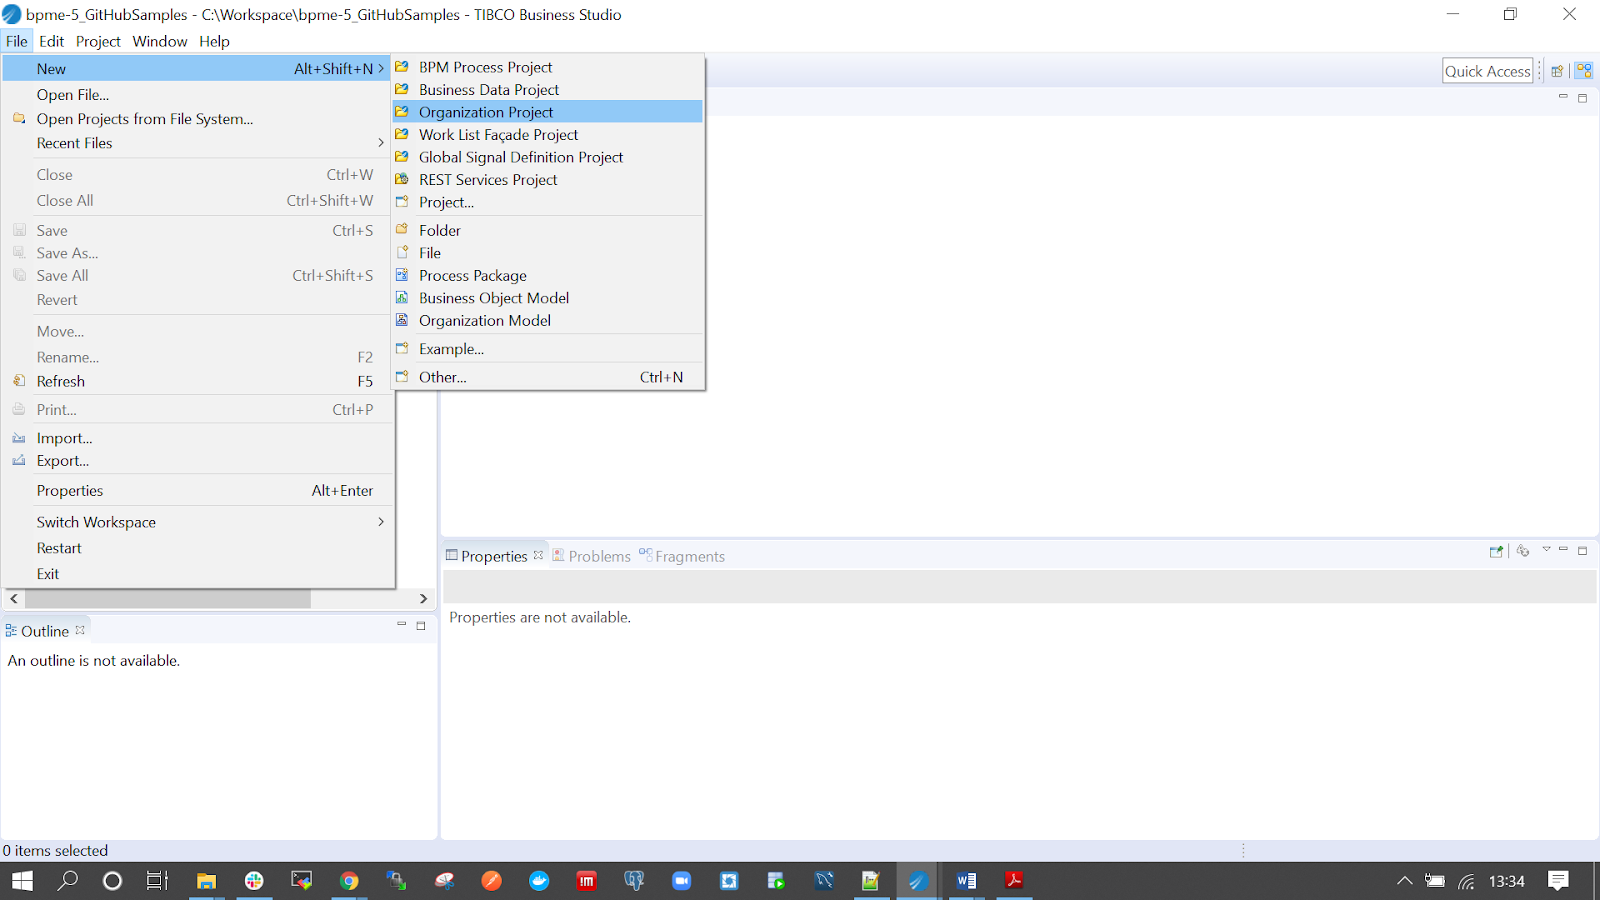 bpme-5_GitHubSamples - C:\Workspace\bpme-5_GitHubSamples - TIBCO Business Studio
File Edit Project Window Help
New Alt+Shift+N
Open File...
Open Projects from File System...
Recent Files
Close Ctrl+W
Close All Ctrl+Shift+W
Save Ctrl+S
Save As...
Save All Ctrl+Shift+S
Revert
Move...
Rename... F2
Refresh F5
Print... Ctrl+P
Import...
Export...
Properties Alt+Enter
Switch Workspace
Restart
Exit
BPM Process Project
Business Data Project
Organization Project
Work List Façade Project
Global Signal Definition Project
REST Services Project
Project...
Folder
File
Process Package
Business Object Model
Organization Model
Example...
Other... Ctrl+N
Quick Access
Properties Problems Fragments
Properties are not available.
Outline
An outline is not available.
0 items selected
im
13:34